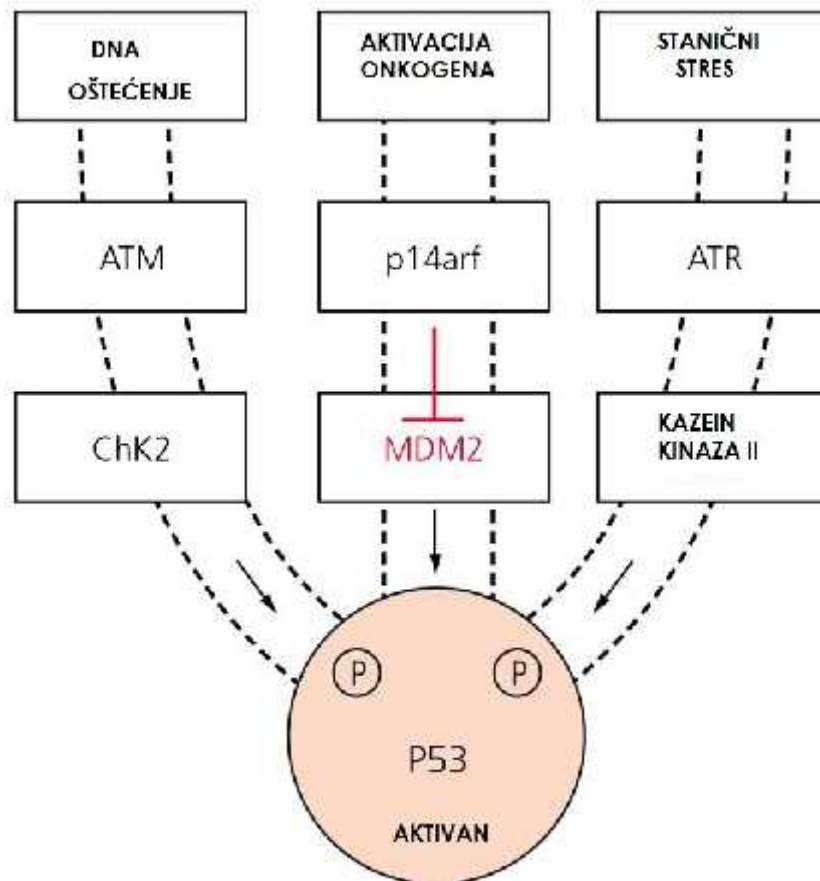 DNA
OŠTEĆENJE
AKTIVACIJA
ONKOGENA
STANIČNI
STRES
ATM
p14arf
ATR
ChK2
MDM2
KAZEIN
KINAZA II
P
P
P53
AKTIVAN